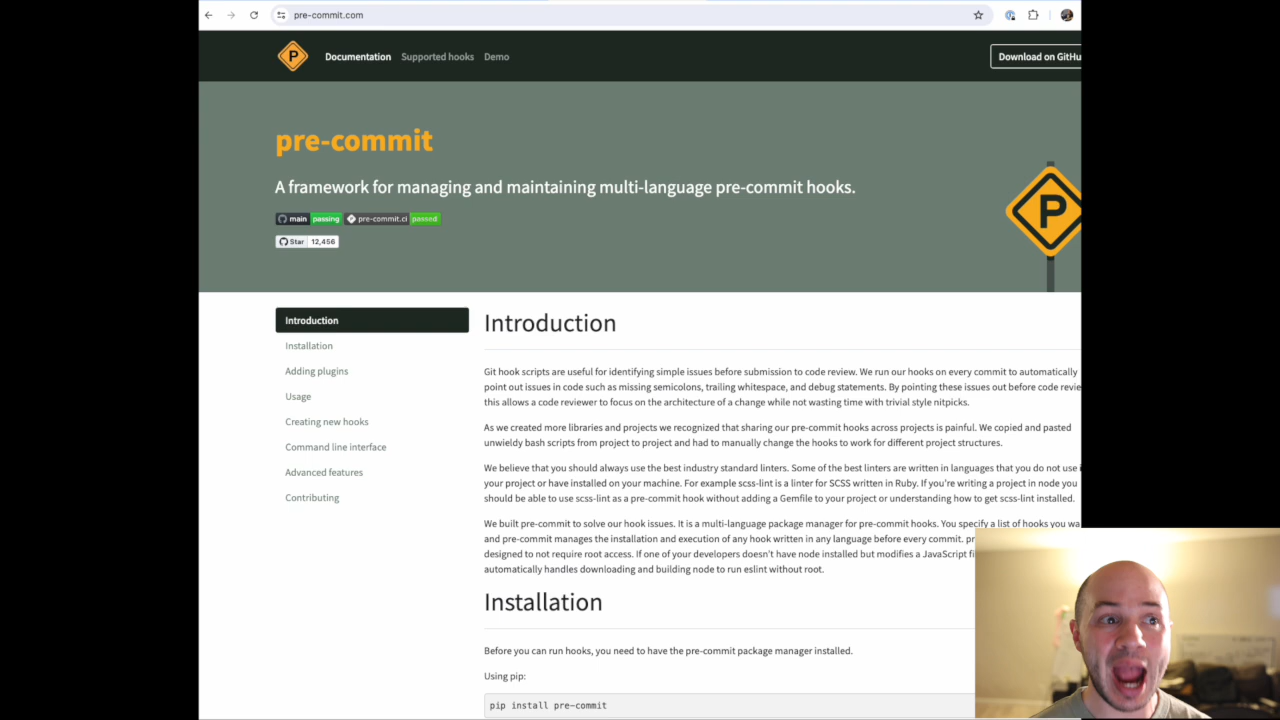 pre-commit.com
P
Documentation Supported hooks Demo
Download on GitHu
pre-commit
A framework for managing and maintaining multi-language pre-commit hooks.
main passing pre-commit.ci passed
Star 12,456
P
Introduction
Installation
Adding plugins
Usage
Creating new hooks
Command line interface
Advanced features
Contributing
Introduction
Git hook scripts are useful for identifying simple issues before submission to code review. We run our hooks on every commit to automatically
point out issues in code such as missing semicolons, trailing whitespace, and debug statements. By pointing these issues out before code revie
this allows a code reviewer to focus on the architecture of a change while not wasting time with trivial style nitpicks.
As we created more libraries and projects we recognized that sharing our pre-commit hooks across projects is painful. We copied and pasted
unwieldy bash scripts from project to project and had to manually change the hooks to work for different project structures.
We believe that you should always use the best industry standard linters. Some of the best linters are written in languages that you do not use
your project or have installed on your machine. For example scss-lint is a linter for SCSS written in Ruby. If you're writing a project in node you
should be able to use scss-lint as a pre-commit hook without adding a Gemfile to your project or understanding how to get scss-lint installed.
We built pre-commit to solve our hook issues. It is a multi-language package manager for pre-commit hooks. You specify a list of hooks you wa
and pre-commit manages the installation and execution of any hook written in any language before every commit. pr
designed to not require root access. If one of your developers doesn't have node installed but modifies a JavaScript fi
automatically handles downloading and building node to run eslint without root.
Installation
Before you can run hooks, you need to have the pre-commit package manager installed.
Using pip:
pip install pre-commit